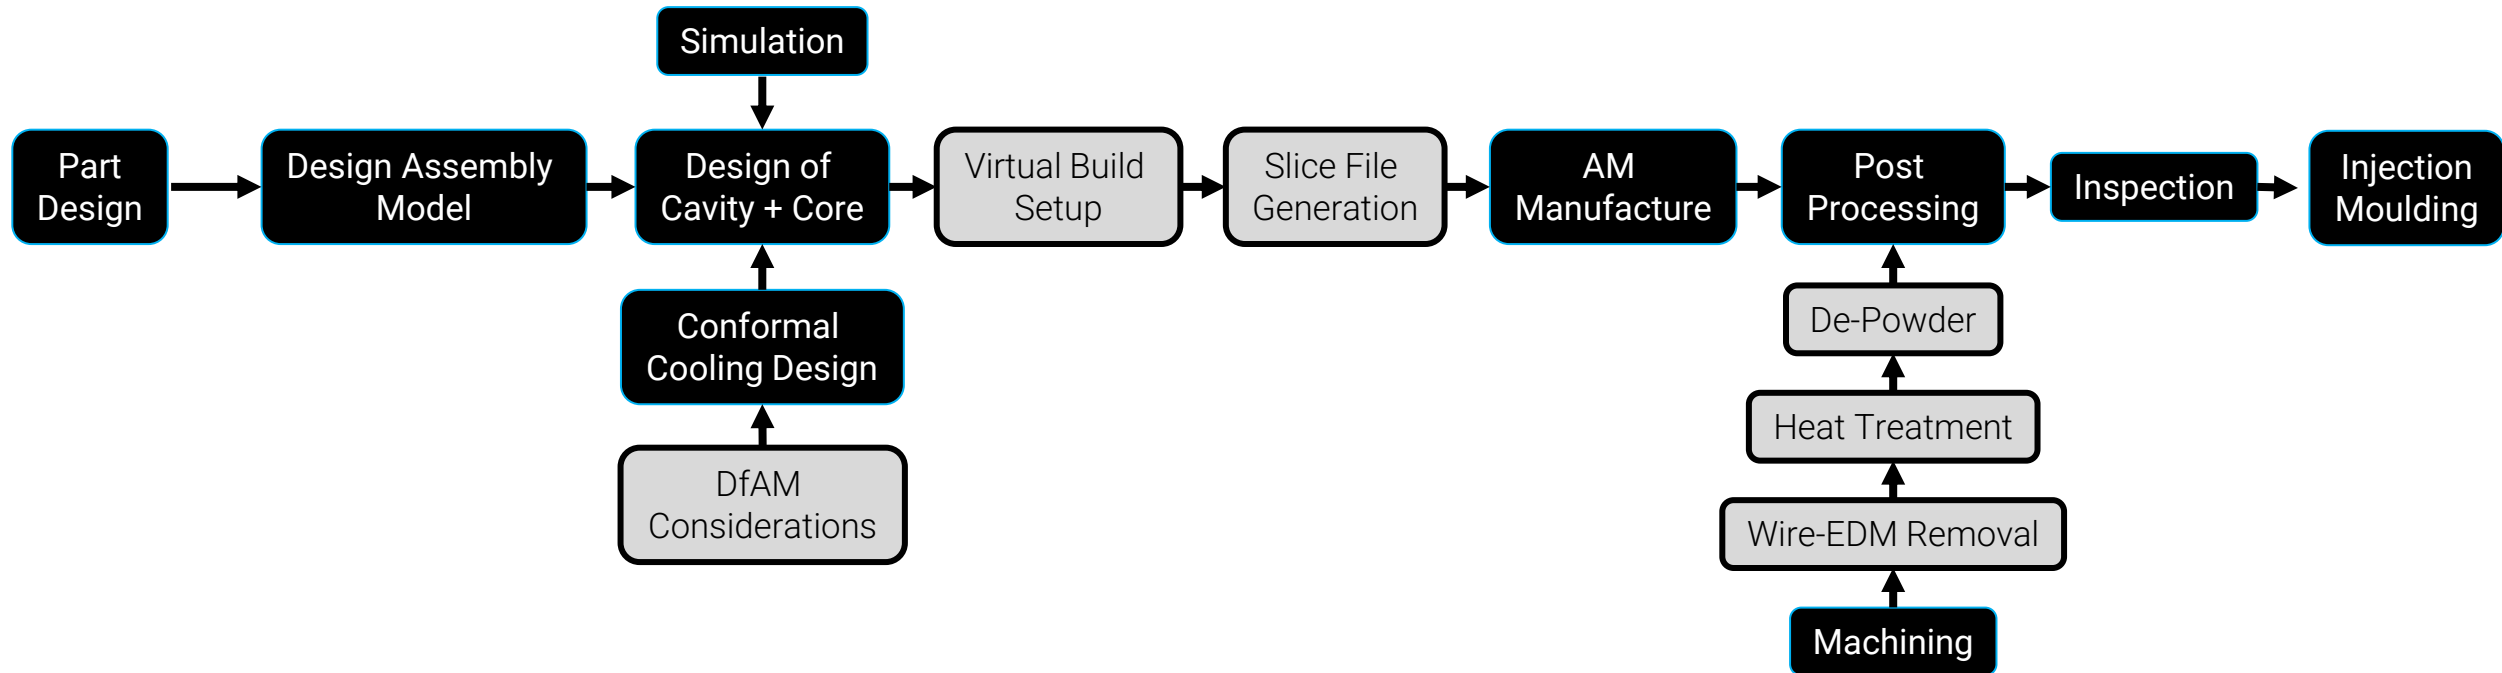 Simulation
Part
Design
Design Assembly
Model
Design of
Cavity + Core
Virtual Build
Setup
Slice File
Generation
AM
Manufacture
Post
Processing
Inspection
Injection
Moulding
Conformal
Cooling Design
DfAM
Considerations
De-Powder
Heat Treatment
Wire-EDM Removal
Machining